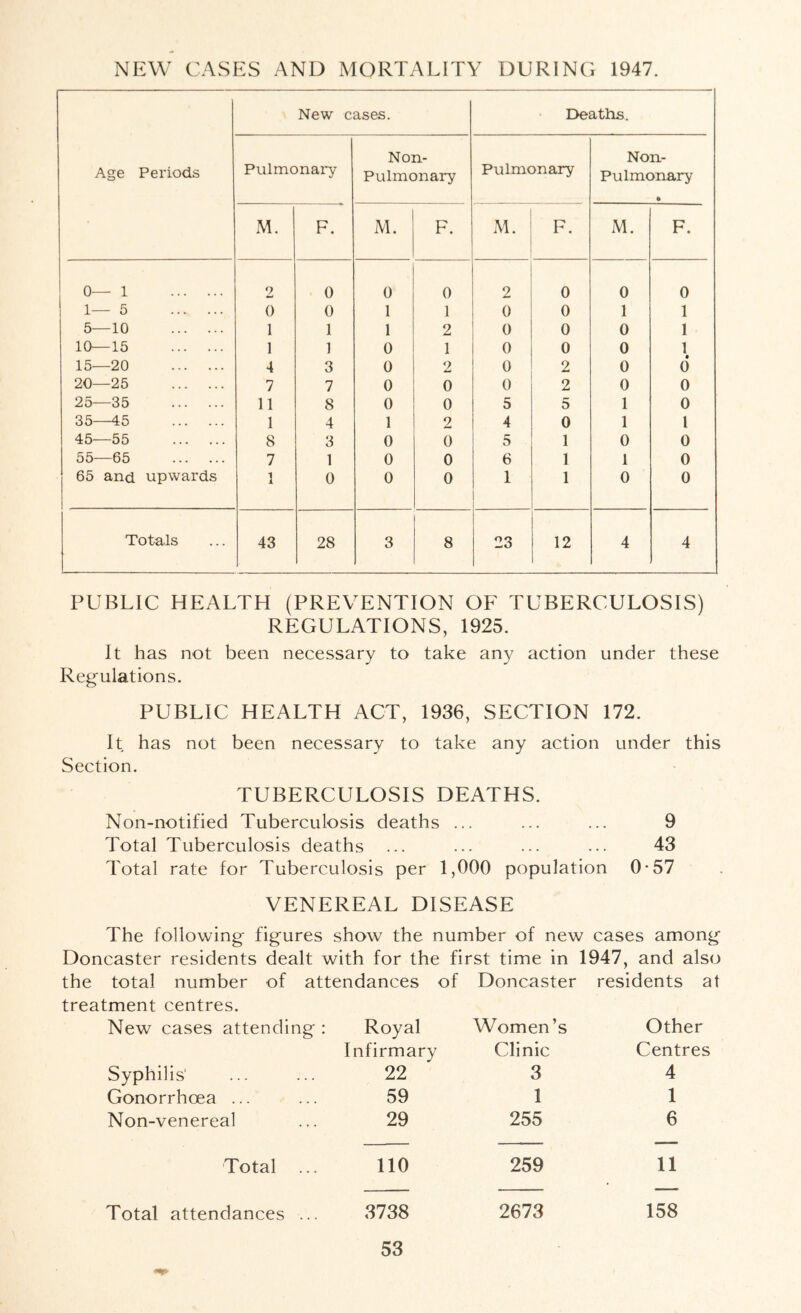 NEW CASES AND MORTALITY DURING 1947.
Age Periods New cases. Deaths.
Pulmonary Non-Pulmonary Pulmonary Non-Pulmonary
M. F. M. F. M. F. M. F.
0— 1 ... ... 2 0 0 0 2 0 0 0
1— 5 ... ... 0 0 1 1 0 0 1 1
5—10 ... ... 1 1 1 2 0 0 0 1
10—15 ... ... 1 1 0 1 0 0 0 1
15—20 ... ... 4 3 0 2 0 2 0 0
20—25 ... ... 7 7 0 0 0 2 0 0
25—35 ... ... 11 8 0 0 5 5 1 0
35—45 ... ... 1 4 1 2 4 0 1 1
45—55 ... ... 8 3 0 0 5 1 0 0
55—65 ... ... 7 1 0 0 6 1 1 0
65 and upwards 1 0 0 0 1 1 0 0
Totals ... 43 28 3 8 23 12 4 4
PUBLIC HEALTH (PREVENTION OF TUBERCULOSIS)
REGULATIONS, 1925.
It has not been necessary to take any action under these
Regulations.
PUBLIC HEALTH ACT, 1936, SECTION 172.
It has not been necessary to take any action under this
Section.
TUBERCULOSIS DEATHS.
Non-notified Tuberculosis deaths ... ... ... 9
Total Tuberculosis deaths ... ... ... ... 43
Total rate for Tuberculosis per 1,000 population 0·57
VENEREAL DISEASE
The following figures show the number of new cases among
Doncaster residents dealt with for the first time in 1947, and also
the total number of attendances of Doncaster residents at
treatment centres.
New cases attending : Royal Women's Other
Infirmary Clinic Centres
Syphilis ... ... 22 3 4
Gonorrhœa ... ... 59 1 1
Non-venereal ... 29 255 6
Total ... 110 259 11
Total attendances ... 3738 2673 158
53